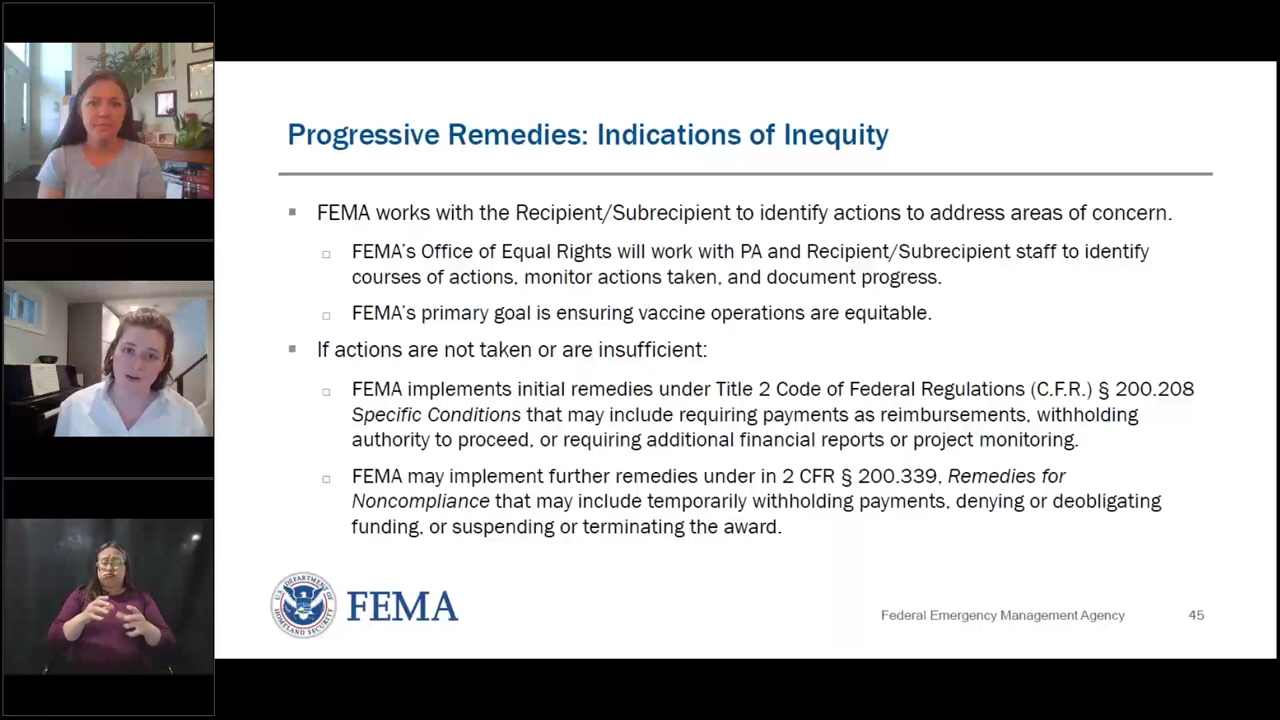 Progressive Remedies: Indications of Inequity
▪ FEMA works with the Recipient/Subrecipient to identify actions to address areas of concern.
□ FEMA's Office of Equal Rights will work with PA and Recipient/Subrecipient staff to identify
courses of actions, monitor actions taken, and document progress.
□ FEMA's primary goal is ensuring vaccine operations are equitable.
▪ If actions are not taken or are insufficient:
□ FEMA implements initial remedies under Title 2 Code of Federal Regulations (C.F.R.) § 200.208
Specific Conditions that may include requiring payments as reimbursements, withholding
authority to proceed, or requiring additional financial reports or project monitoring.
□ FEMA may implement further remedies under in 2 CFR § 200.339, Remedies for
Noncompliance that may include temporarily withholding payments, denying or deobligating
funding, or suspending or terminating the award.
U.S. DEPARTMENT OF
HOMELAND SECURITY
FEMA
Federal Emergency Management Agency 45